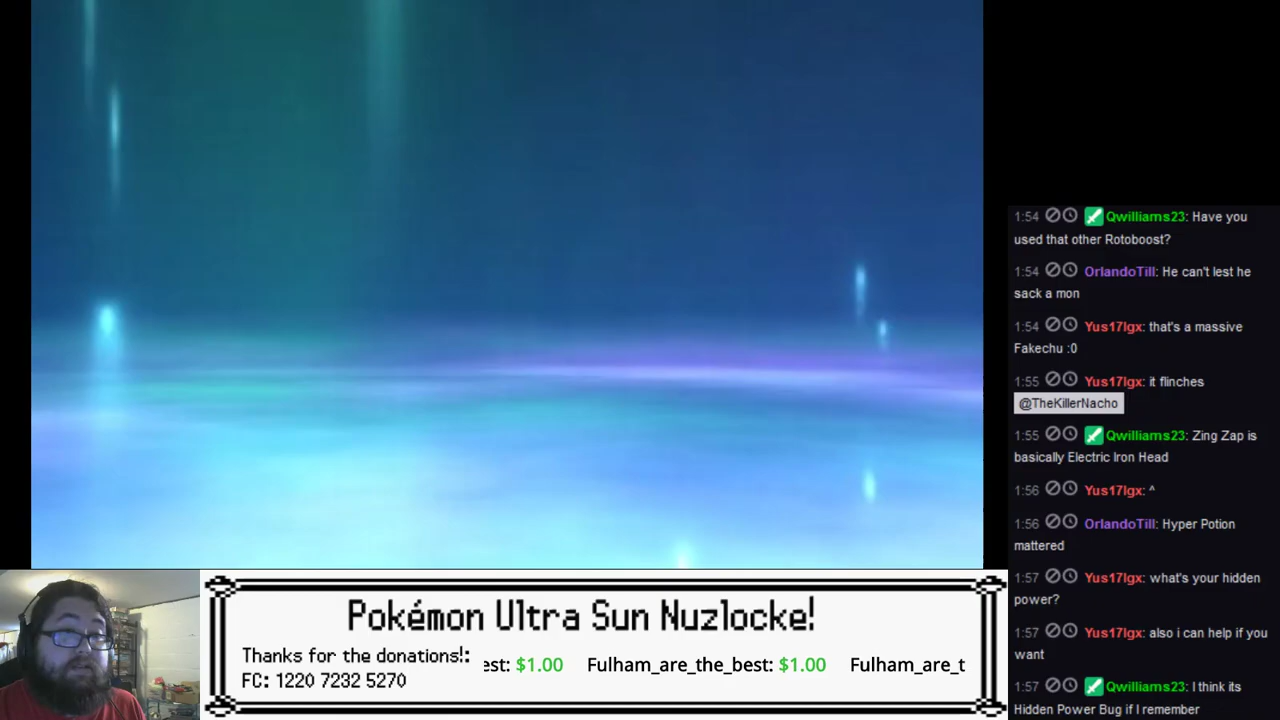 1:54 Qwilliams23: Have you
used that other Rotoboost?
1:54 OrlandoTill: He can't lest he
sack a mon
1:54 Yus17lgx: that's a massive
Fakechu :0
1:55 Yus17lgx: it flinches
@TheKillerNacho
1:55 Qwilliams23: Zing Zap is
basically Electric Iron Head
1:56 Yus17lgx: ^
1:56 OrlandoTill: Hyper Potion
mattered
1:57 Yus17lgx: what's your hidden
power?
1:57 Yus17lgx: also i can help if you
want
1:57 Qwilliams23: I think its
Hidden Power Bug if I remember
Pokémon Ultra Sun Nuzlocke!
Thanks for the donations!:
est: $1.00 Fulham_are_the_best: $1.00 Fulham_are_t
FC: 1220 7232 5270